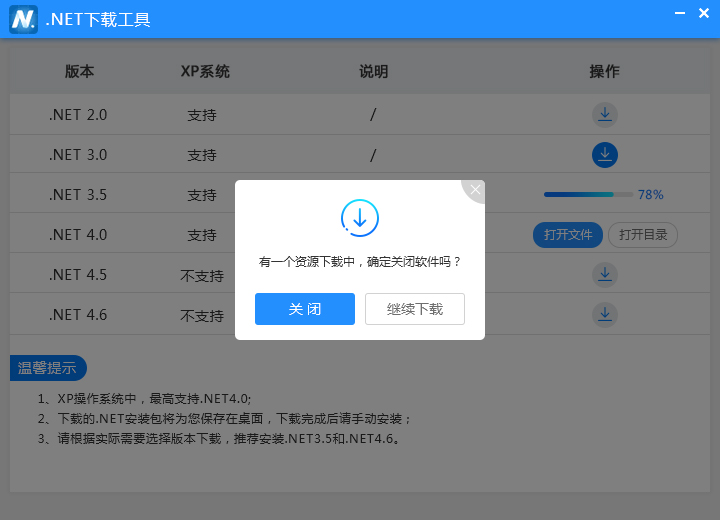 .NET下载工具
版本 XP系统 说明 操作
.NET 2.0 支持 /
.NET 3.0 支持 /
.NET 3.5 支持 78%
.NET 4.0 支持 打开文件 打开目录
.NET 4.5 不支持
.NET 4.6 不支持
有一个资源下载中，确定关闭软件吗？
关 闭 继续下载
温馨提示
1、XP操作系统中，最高支持.NET4.0;
2、下载的.NET安装包将为您保存在桌面，下载完成后请手动安装；
3、请根据实际需要选择版本下载，推荐安装.NET3.5和.NET4.6。